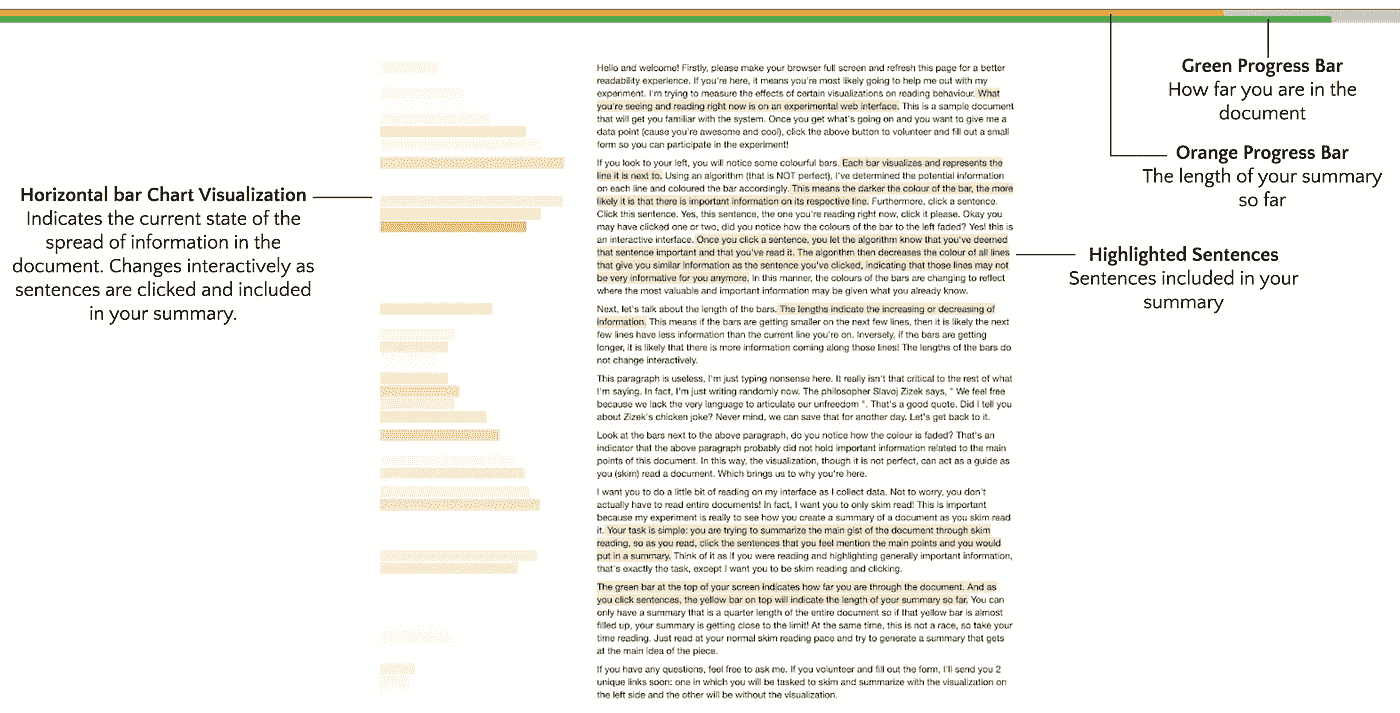 Green Progress Bar
How far you are in the
document
Orange Progress Bar
The length of your summary
so far
Horizontal bar Chart Visualization
Indicates the current state of the
spread of information in the
document. Changes interactively as
sentences are clicked and included
in your summary.
Highlighted Sentences
Sentences included in your
summary
Hello and welcome! Firstly, please make your browser full screen and refresh this page for a better
readability experience. If you're here, it means you're most likely going to help me out with my
experiment. I'm trying to measure the effects of certain visualizations on reading behaviour. What
you're seeing and reading right now is on an experimental web interface. This is a sample document
that will get you familiar with the system. Once you get what's going on and you want to give me a
data point (cause you're awesome and cool), click the above button to volunteer and fill out a small
form so you can participate in the experiment!
If you look to your left, you will notice some colourful bars. Each bar visualizes and represents the
line it is next to. Using an algorithm (that is NOT perfect), I've determined the potential information
on each line and coloured the bar accordingly. This means the darker the colour of the bar, the more
likely it is that there is important information on its respective line. Furthermore, click a sentence.
Click this sentence. Yes, this sentence, the one you're reading right now, click it please. Okay you
may have clicked one or two, did you notice how the colours of the bar to the left faded? Yes! this is
an interactive interface. Once you click a sentence, you let the algorithm know that you've deemed
that sentence important and that you've read it. The algorithm then decreases the colour of all lines
that give you similar information as the sentence you've clicked, indicating that those lines may not
be very informative for you anymore. In this manner, the colours of the bars are changing to reflect
where the most valuable and important information may be given what you already know.
Next, let's talk about the length of the bars. The lengths indicate the increasing or decreasing of
information. This means if the bars are getting smaller on the next few lines, then it is likely the next
few lines have less information than the current line you're on. Inversely, if the bars are getting
longer, it is likely that there is more information coming along those lines! The lengths of the bars do
not change interactively.
This paragraph is useless, I'm just typing nonsense here. It really isn't that critical to the rest of what
I'm saying. In fact, I'm just writing randomly now. The philosopher Slavoj Zizek says, " We feel free
because we lack the very language to articulate our unfreedom ". That's a good quote. Did I tell you
about Zizek's chicken joke? Never mind, we can save that for another day. Let's get back to it.
Look at the bars next to the above paragraph, do you notice how the colour is faded? That's an
indicator that the above paragraph probably did not hold important information related to the main
points of this document. In this way, the visualization, though it is not perfect, can act as a guide as
you (skim) read a document. Which brings us to why you're here.
I want you to do a little bit of reading on my interface as I collect data. Not to worry, you don't
actually have to read entire documents! In fact, I want you to only skim read! This is important
because my experiment is really to see how you create a summary of a document as you skim read
it. Your task is simple: you are trying to summarize the main gist of the document through skim
reading, so as you read, click the sentences that you feel mention the main points and you would
put in a summary. Think of it as if you were reading and highlighting generally important information,
that's exactly the task, except I want you to be skim reading and clicking.
The green bar at the top of your screen indicates how far you are through the document. And as
you click sentences, the yellow bar on top will indicate the length of your summary so far. You can
only have a summary that is a quarter length of the entire document so if that yellow bar is almost
filled up, your summary is getting close to the limit! At the same time, this is not a race, so take your
time reading. Just read at your normal skim reading pace and try to generate a summary that gets
at the main idea of the piece.
If you have any questions, feel free to ask me. If you volunteer and fill out the form, I'll send you 2
unique links soon: one in which you will be tasked to skim and summarize with the visualization on
the left side and the other will be without the visualization.